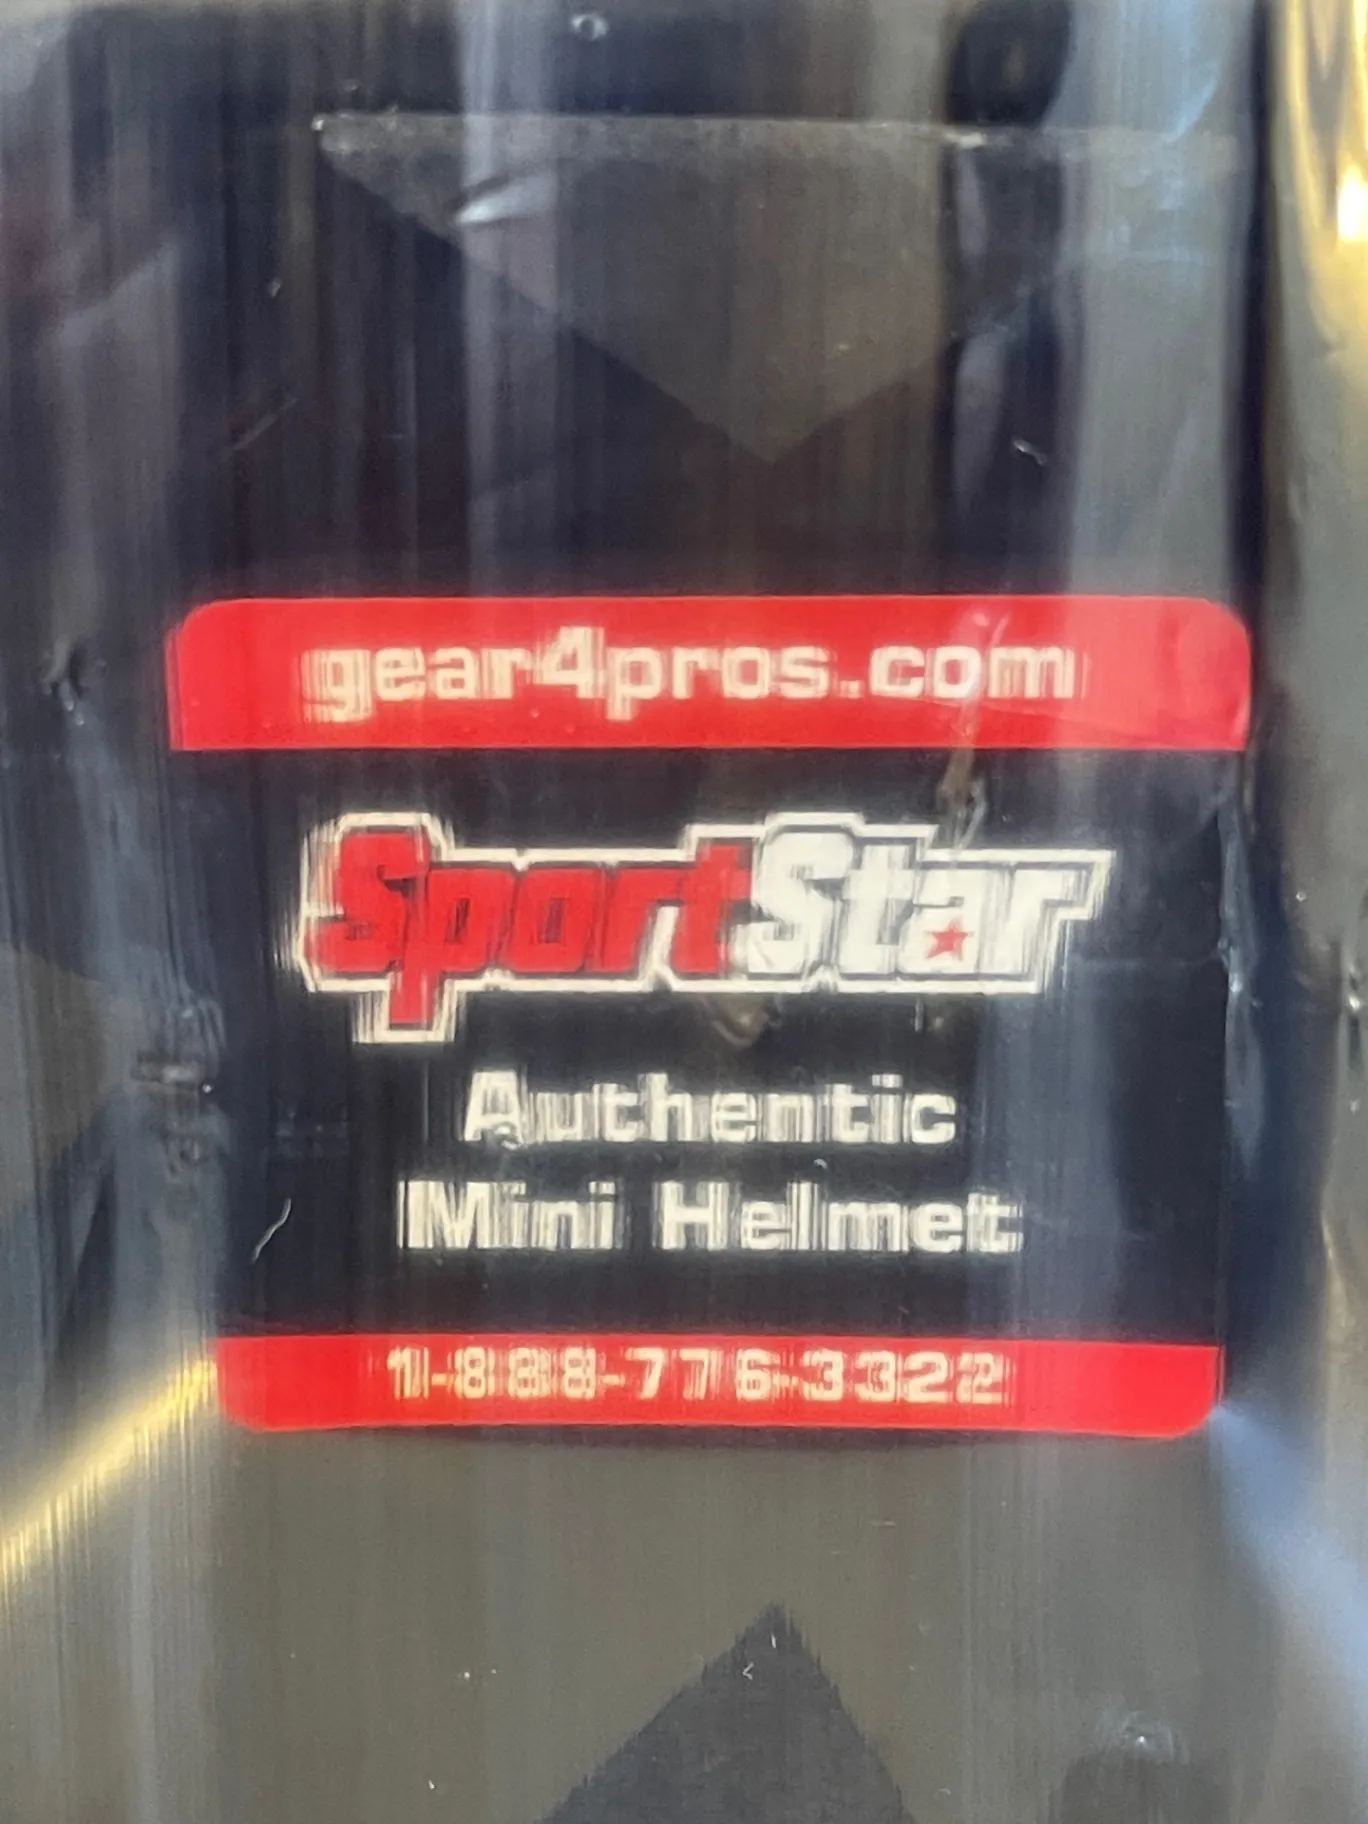 gear4pros.com
SportStar
Authentic
Mini Helmet
1-888-776-3322